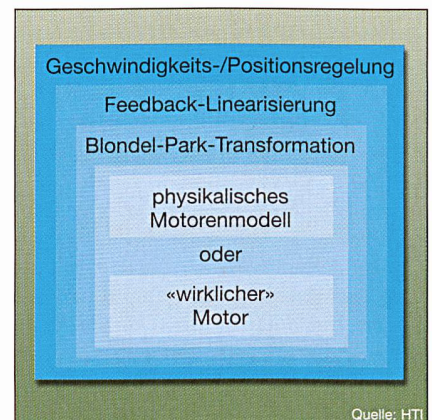 Geschwindigkeits-/Positionsregelung
Feedback-Linearisierung
Blondel-Park-Transformation
physikalisches
Motorenmodell
oder
«wirklicher»
Motor
Quelle: HTI